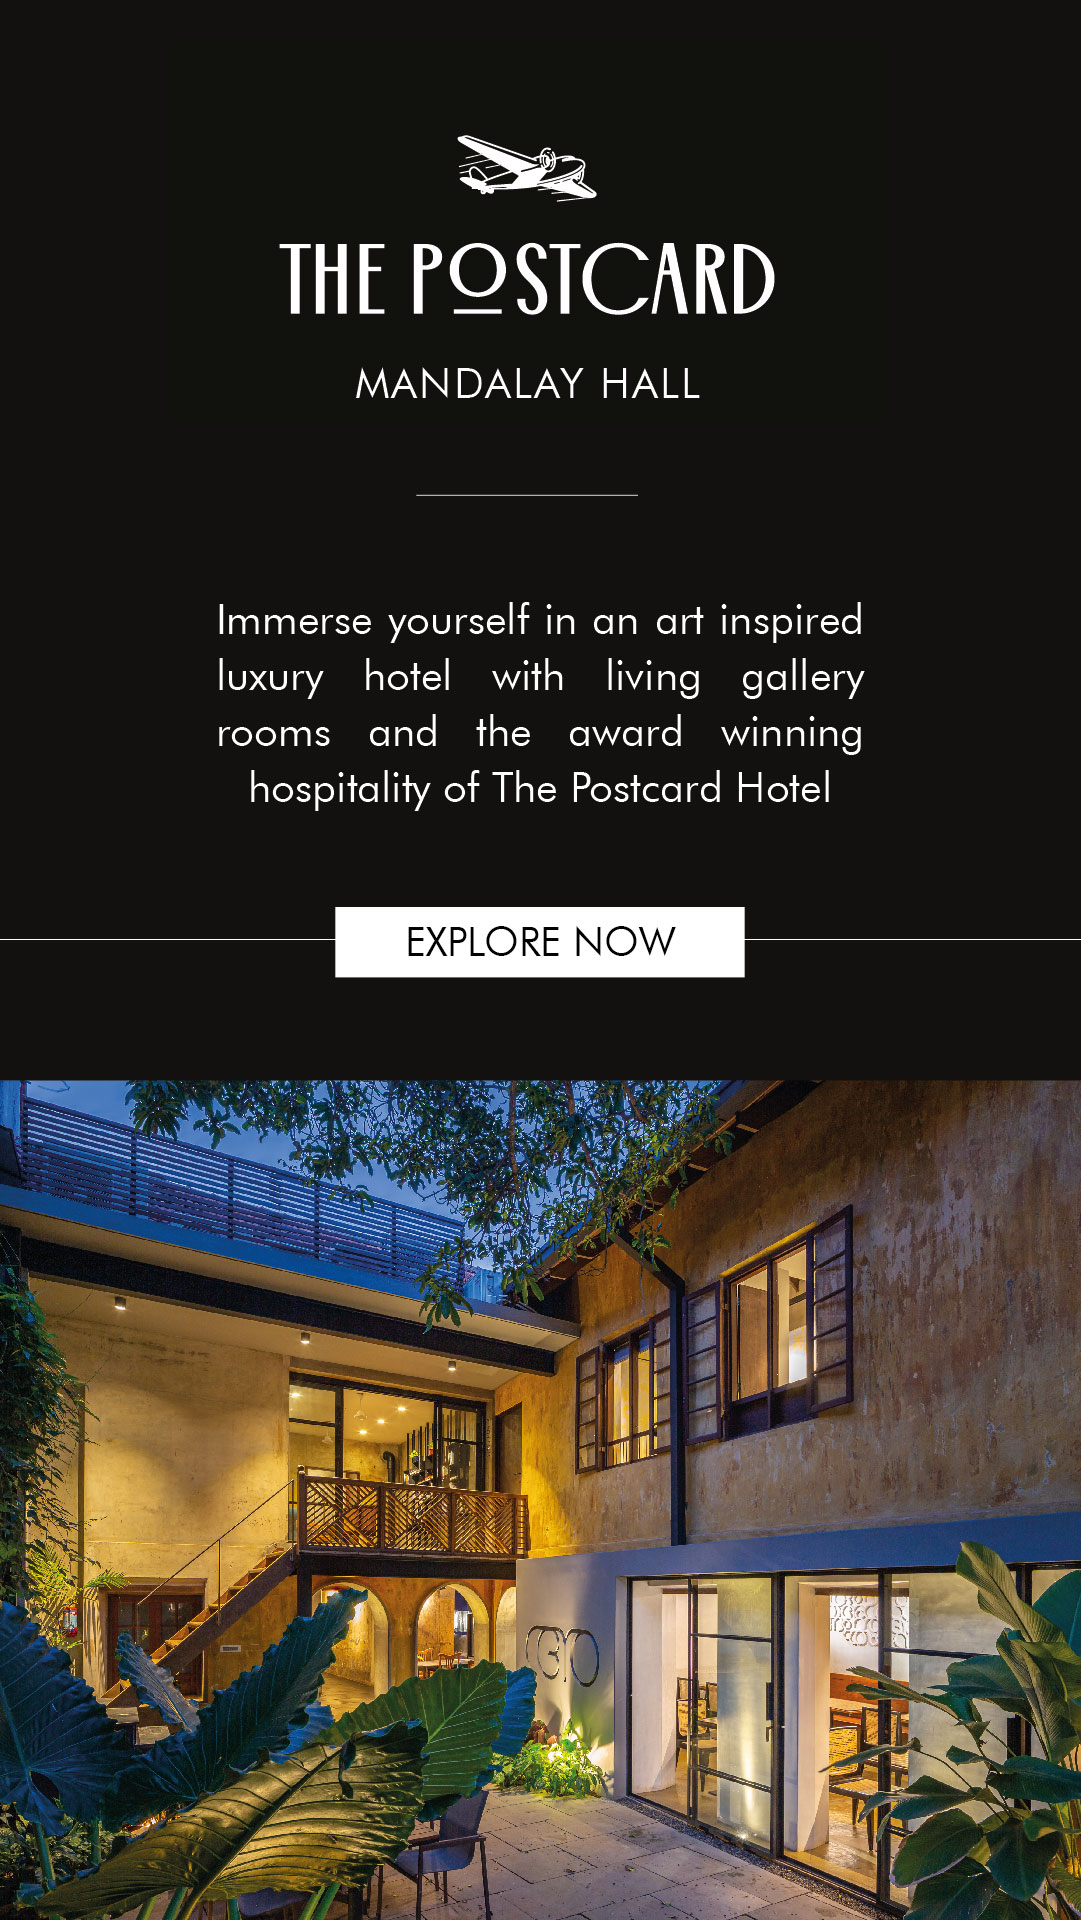 THE POSTCARD
MANDALAY HALL
Immerse yourself in an art inspired
luxury hotel with living gallery
rooms and the award winning
hospitality of The Postcard Hotel
EXPLORE NOW